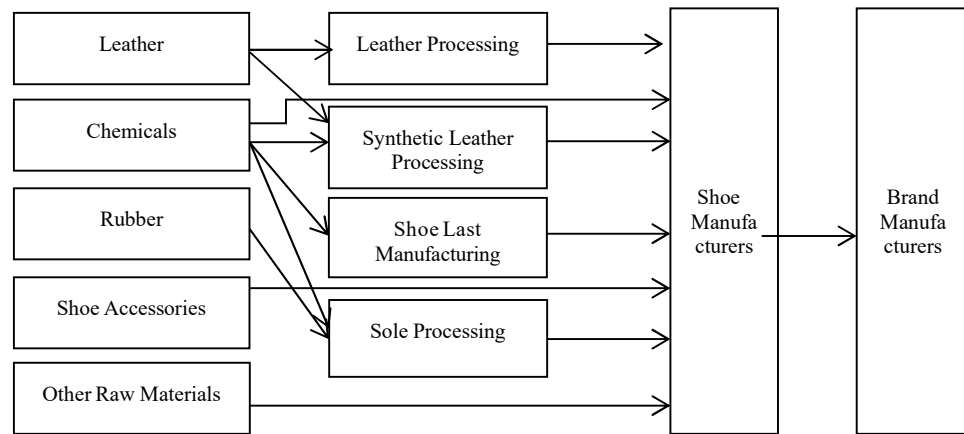 Leather
Chemicals
Rubber
Shoe Accessories
Other Raw Materials
Leather Processing
Synthetic Leather
Processing
Shoe Last
Manufacturing
Sole Processing
Shoe
Manufa
cturers
Brand
Manufa
cturers